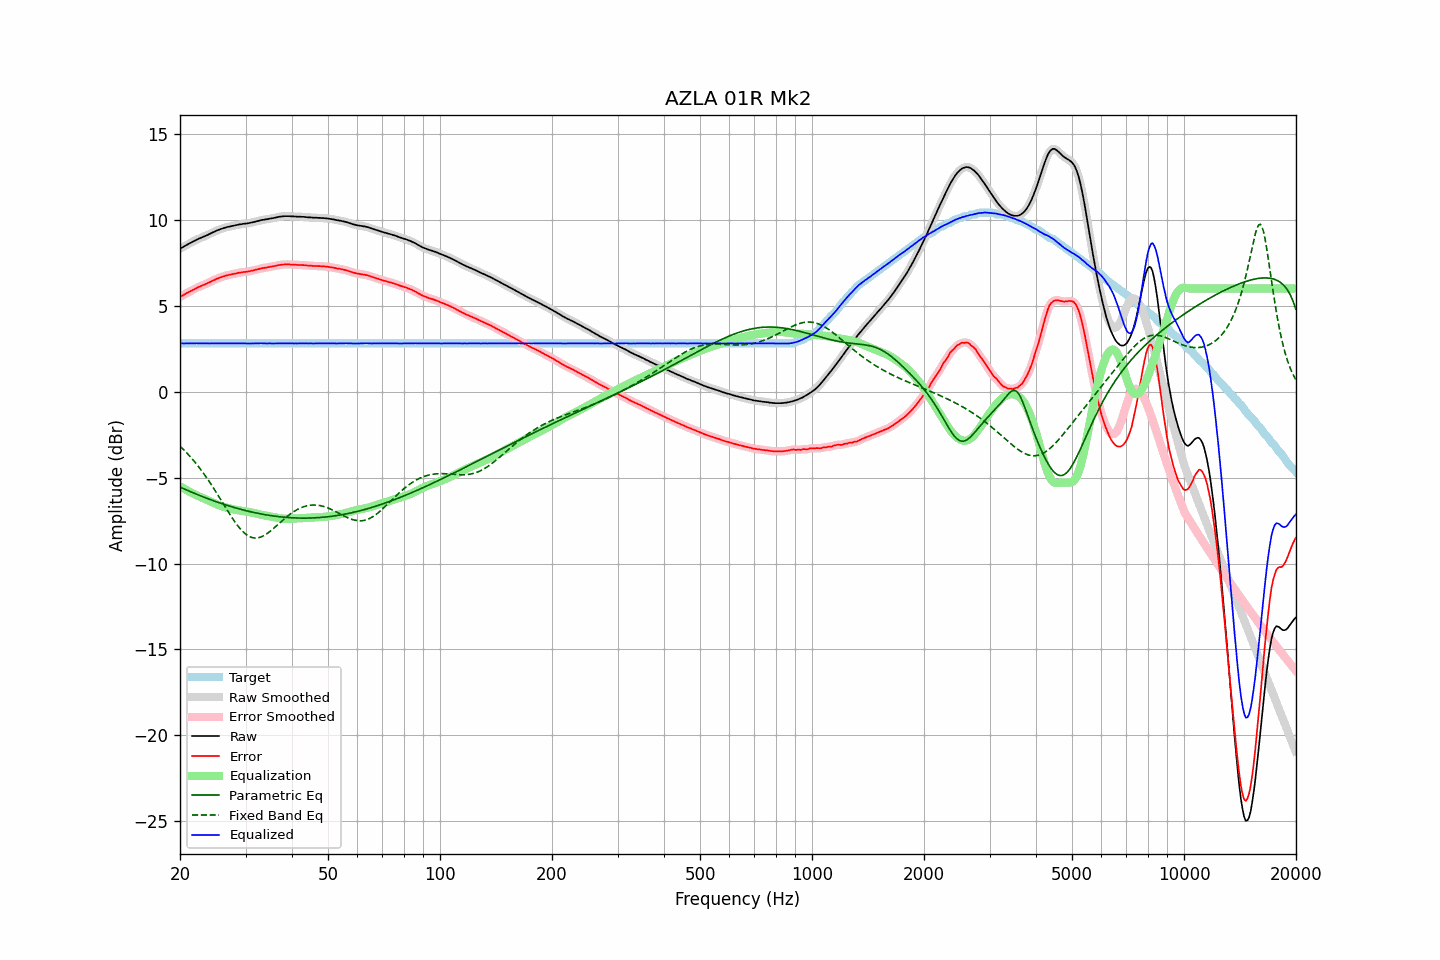 AZLA 01R Mk2
Amplitude (dBr)
15
10
5
0
−5
−10
−15
−20
−25
Target
Raw Smoothed
Error Smoothed
Raw
Error
Equalization
Parametric Eq
Fixed Band Eq
Equalized
20 50 100 200 500 1000 2000 5000 10000 20000
Frequency (Hz)